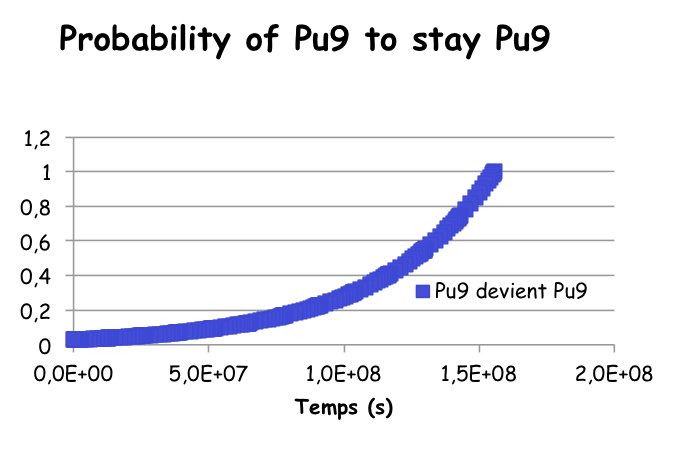 Probability of Pu9 to stay Pu9
1,2
1
0,8
0,6
0,4
0,2
0
Pu9 devient Pu9
0,0E+00 5,0E+07 1,0E+08 1,5E+08 2,0E+08
Temps (s)